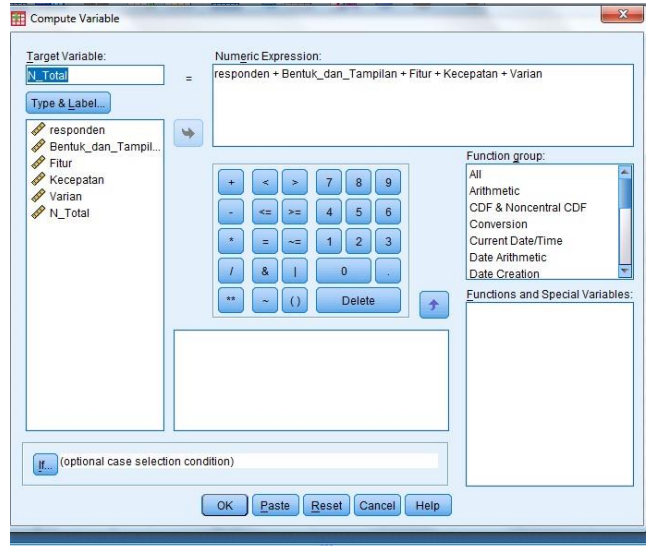 Compute Variable
Target Variable:
N_Total
=
Numeric Expression:
responden + Bentuk_dan_Tampilan + Fitur + Kecepatan + Varian
Type & Label...
responden
Bentuk_dan_Tampil...
Fitur
Kecepatan
Varian
N_Total
+ < > 7 8 9
- <= >= 4 5 6
* = ~= 1 2 3
/ & | 0 .
** ~ ( ) Delete
Function group:
All
Arithmetic
CDF & Noncentral CDF
Conversion
Current Date/Time
Date Arithmetic
Date Creation
Functions and Special Variables:
If... (optional case selection condition)
OK Paste Reset Cancel Help